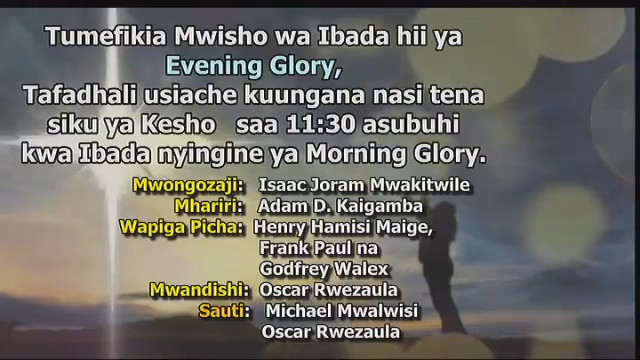 Tumefikia Mwisho wa Ibada hii ya
Evening Glory,
Tafadhali usiache kuungana nasi tena
siku ya Kesho saa 11:30 asubuhi
kwa Ibada nyingine ya Morning Glory.
Mwongozaji: Isaac Joram Mwakitwile
Mhariri: Adam D. Kaigamba
Wapiga Picha: Henry Hamisi Maige,
Frank Paul na
Godfrey Walex
Mwandishi: Oscar Rwezaula
Sauti: Michael Mwalwisi
Oscar Rwezaula